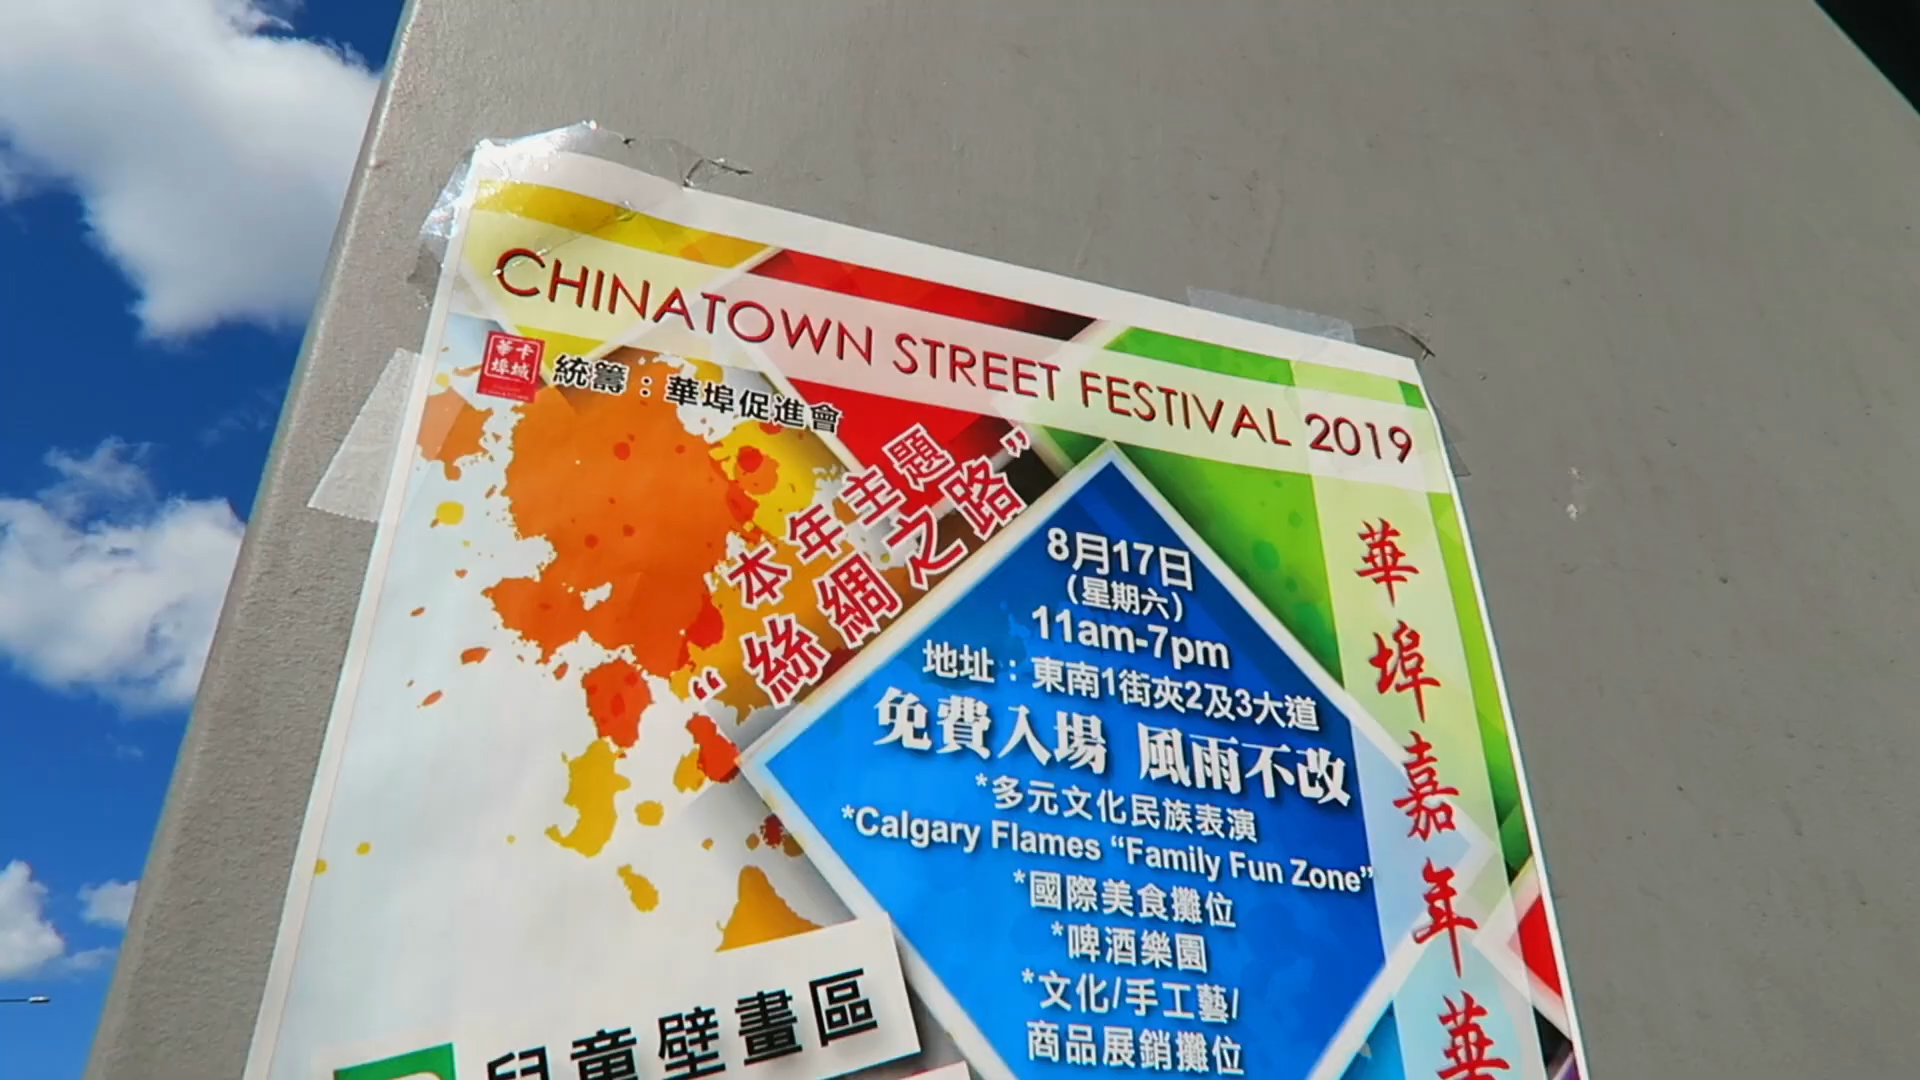 CHINATOWN STREET FESTIVAL 2019
華卡
埠城
統籌：華埠促進會
本年主題
“絲綢之路”
8月17日
（星期六）
11am-7pm
地址：東南1街夾2及3大道
免費入場 風雨不改
*多元文化民族表演
*Calgary Flames “Family Fun Zone”
*國際美食攤位
*啤酒樂園
*文化/手工藝/
商品展銷攤位
華埠嘉年華
兒童壁畫區